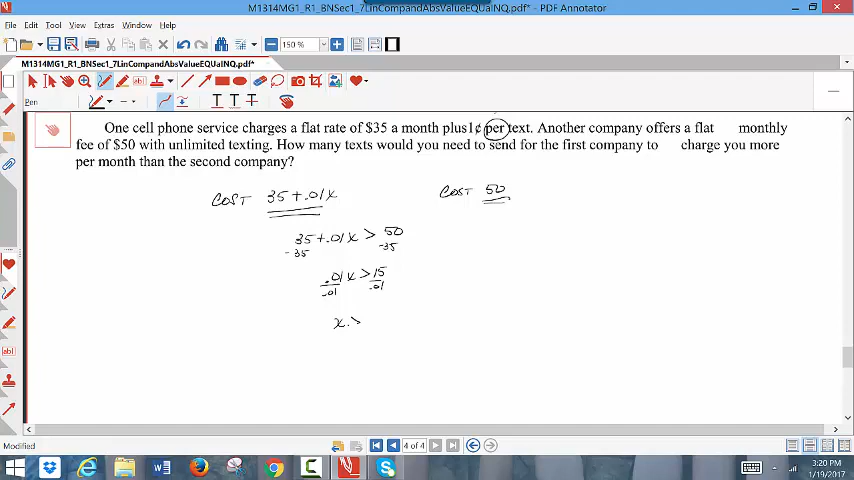 M1314MG1_R1_BNSec1_7LinCompandAbsValueEQUaINQ.pdf* - PDF Annotator
File Edit Tool View Extras Window Help
150 %
M1314MG1_R1_BNSec1_7LinCompandAbsValueEQUaINQ.pdf*
Pen
One cell phone service charges a flat rate of $35 a month plus1¢ per text. Another company offers a flat monthly
fee of $50 with unlimited texting. How many texts would you need to send for the first company to charge you more
per month than the second company?
COST 35 + .01x COST 50
35 + .01x > 50
-35 -35
.01x > 15
.01 .01
x >
4 of 4
Modified
3:20 PM
1/19/2017